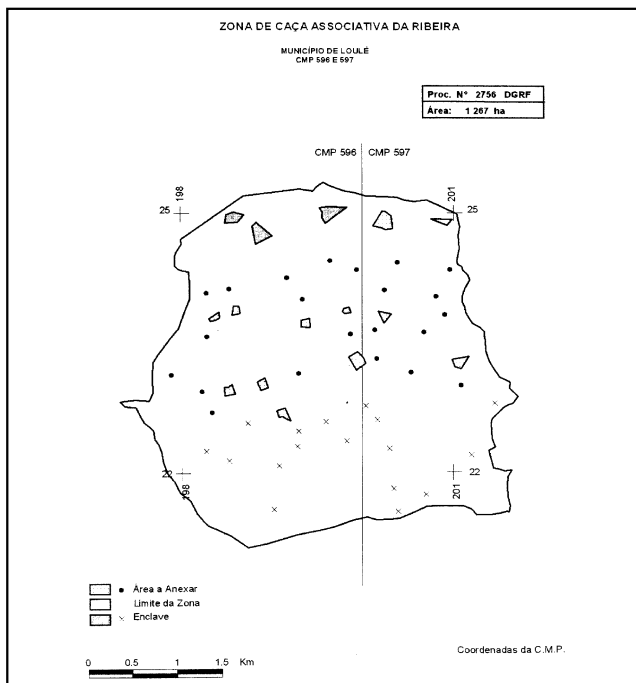 ZONA DE CAÇA ASSOCIATIVA DA RIBEIRA
MUNICÍPIO DE LOULÉ
CMP 596 E 597
Proc. N° 2756 DGRF
Área: 1 267 ha
CMP 596 CMP 597
198
201
25
25
22
22
198
201
Área a Anexar
Limite da Zona
Enclave
Coordenadas da C.M.P.
0 0.5 1 1.5 Km